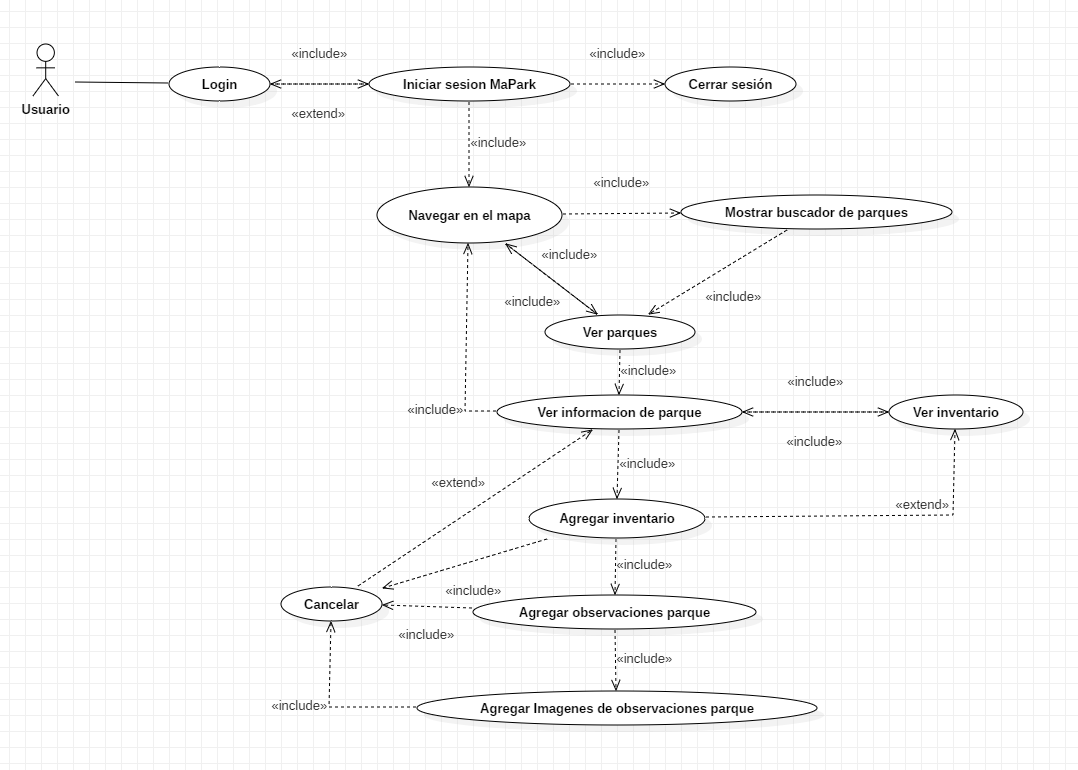 «include»
«include»
Login
Iniciar sesion MaPark
Cerrar sesión
Usuario
«extend»
«include»
«include»
Navegar en el mapa
Mostrar buscador de parques
«include»
«include»
«include»
Ver parques
«include»
«include»
«include»
Ver informacion de parque
Ver inventario
«include»
«include»
«extend»
«extend»
Agregar inventario
«include»
«include»
Cancelar
Agregar observaciones parque
«include»
«include»
«include»
Agregar Imagenes de observaciones parque